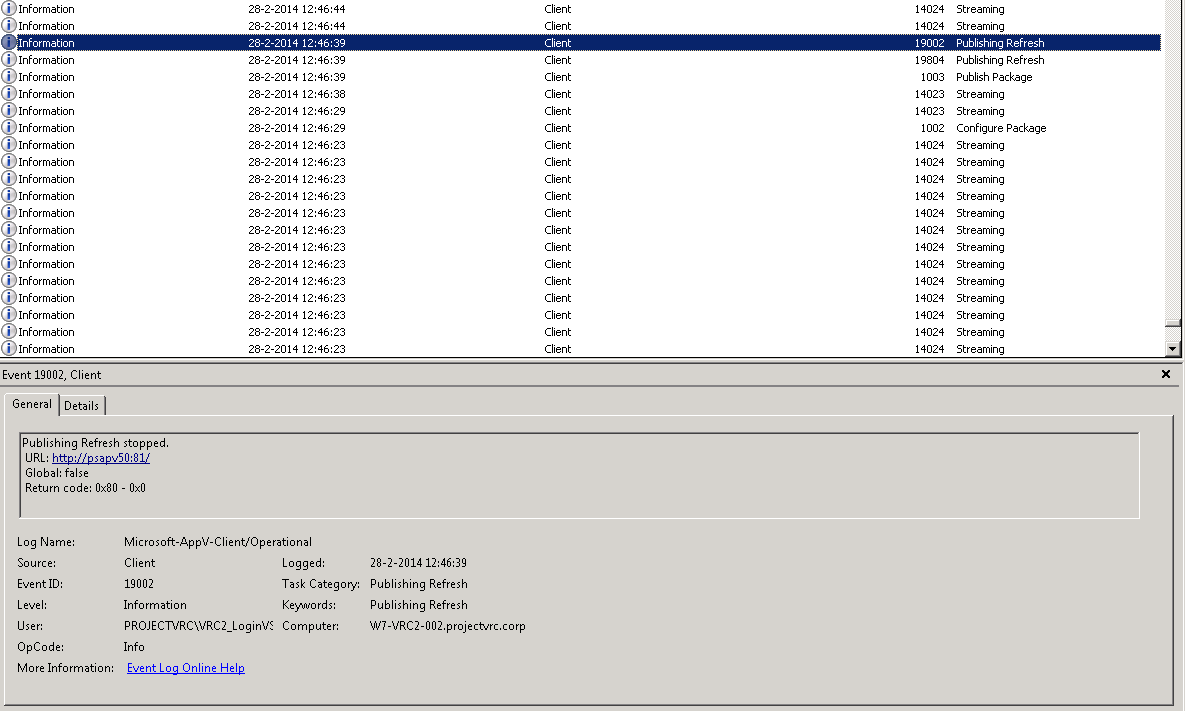 Information 28-2-2014 12:46:44 Client 14024 Streaming
Information 28-2-2014 12:46:44 Client 14024 Streaming
Information 28-2-2014 12:46:39 Client 19002 Publishing Refresh
Information 28-2-2014 12:46:39 Client 19804 Publishing Refresh
Information 28-2-2014 12:46:39 Client 1003 Publish Package
Information 28-2-2014 12:46:38 Client 14023 Streaming
Information 28-2-2014 12:46:29 Client 14023 Streaming
Information 28-2-2014 12:46:29 Client 1002 Configure Package
Information 28-2-2014 12:46:23 Client 14024 Streaming
Information 28-2-2014 12:46:23 Client 14024 Streaming
Information 28-2-2014 12:46:23 Client 14024 Streaming
Information 28-2-2014 12:46:23 Client 14024 Streaming
Information 28-2-2014 12:46:23 Client 14024 Streaming
Information 28-2-2014 12:46:23 Client 14024 Streaming
Information 28-2-2014 12:46:23 Client 14024 Streaming
Information 28-2-2014 12:46:23 Client 14024 Streaming
Information 28-2-2014 12:46:23 Client 14024 Streaming
Information 28-2-2014 12:46:23 Client 14024 Streaming
Information 28-2-2014 12:46:23 Client 14024 Streaming
Information 28-2-2014 12:46:23 Client 14024 Streaming
Information 28-2-2014 12:46:23 Client 14024 Streaming
Event 19002, Client
General Details
Publishing Refresh stopped.
URL: http://psapv50:81/
Global: false
Return code: 0x80 - 0x0
Log Name: Microsoft-AppV-Client/Operational
Source: Client Logged: 28-2-2014 12:46:39
Event ID: 19002 Task Category: Publishing Refresh
Level: Information Keywords: Publishing Refresh
User: PROJECTVRC\VRC2_LoginVS Computer: W7-VRC2-002.projectvrc.corp
OpCode: Info
More Information: Event Log Online Help